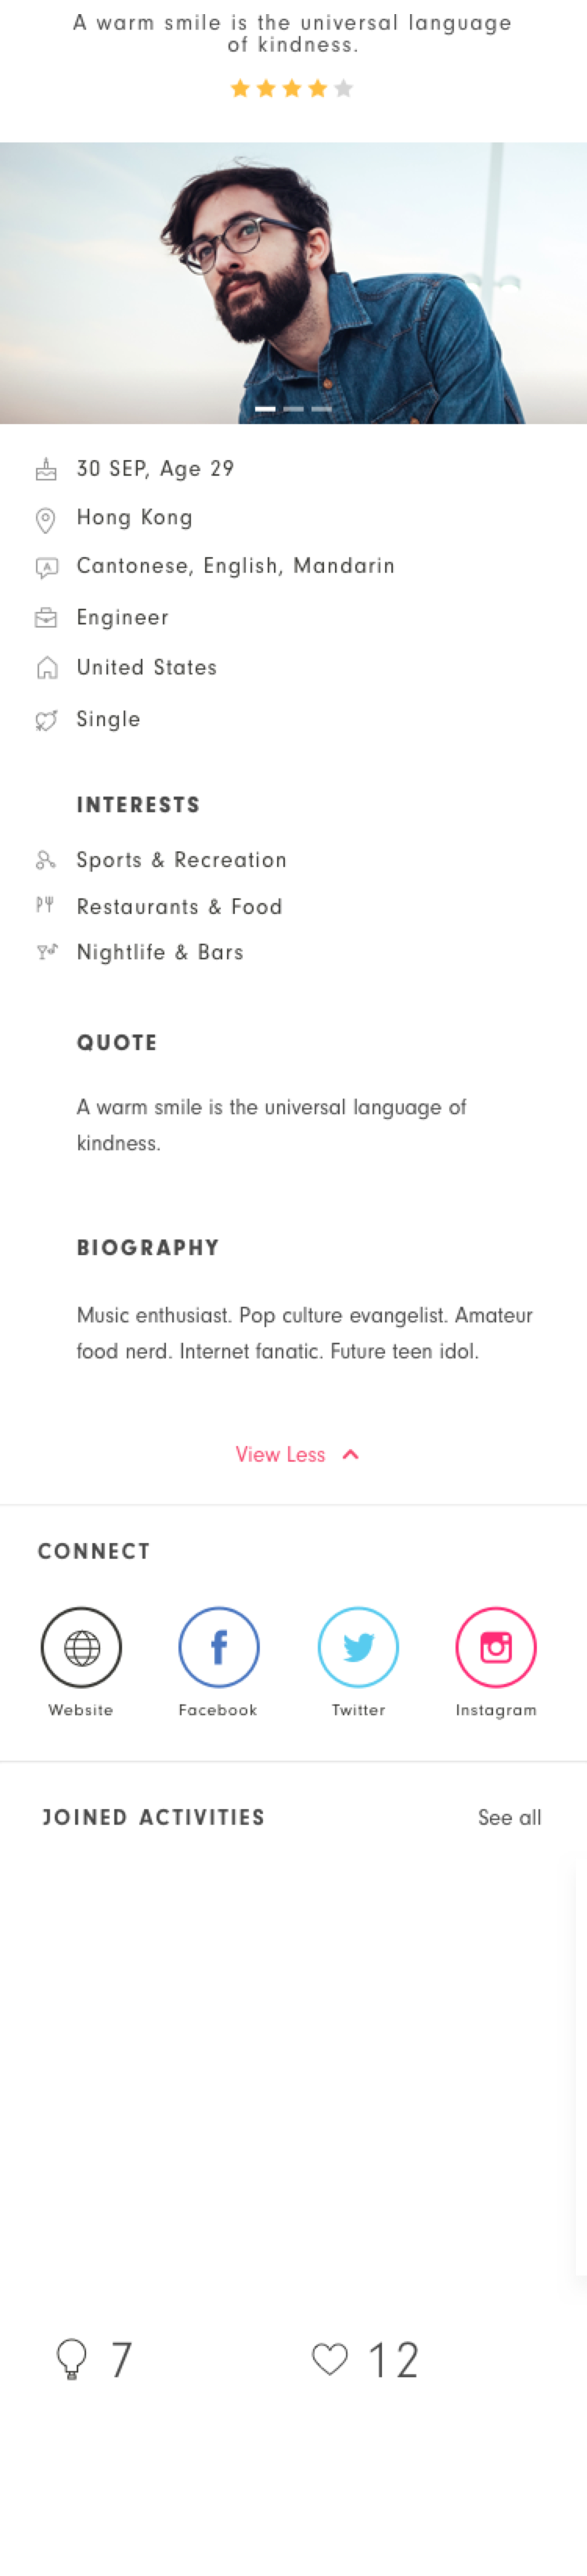 A warm smile is the universal language
of kindness.
30 SEP, Age 29
Hong Kong
Cantonese, English, Mandarin
Engineer
United States
Single
INTERESTS
Sports & Recreation
Restaurants & Food
Nightlife & Bars
QUOTE
A warm smile is the universal language of
kindness.
BIOGRAPHY
Music enthusiast. Pop culture evangelist. Amateur
food nerd. Internet fanatic. Future teen idol.
View Less
CONNECT
Website Facebook Twitter Instagram
JOINED ACTIVITIES See all
7 12